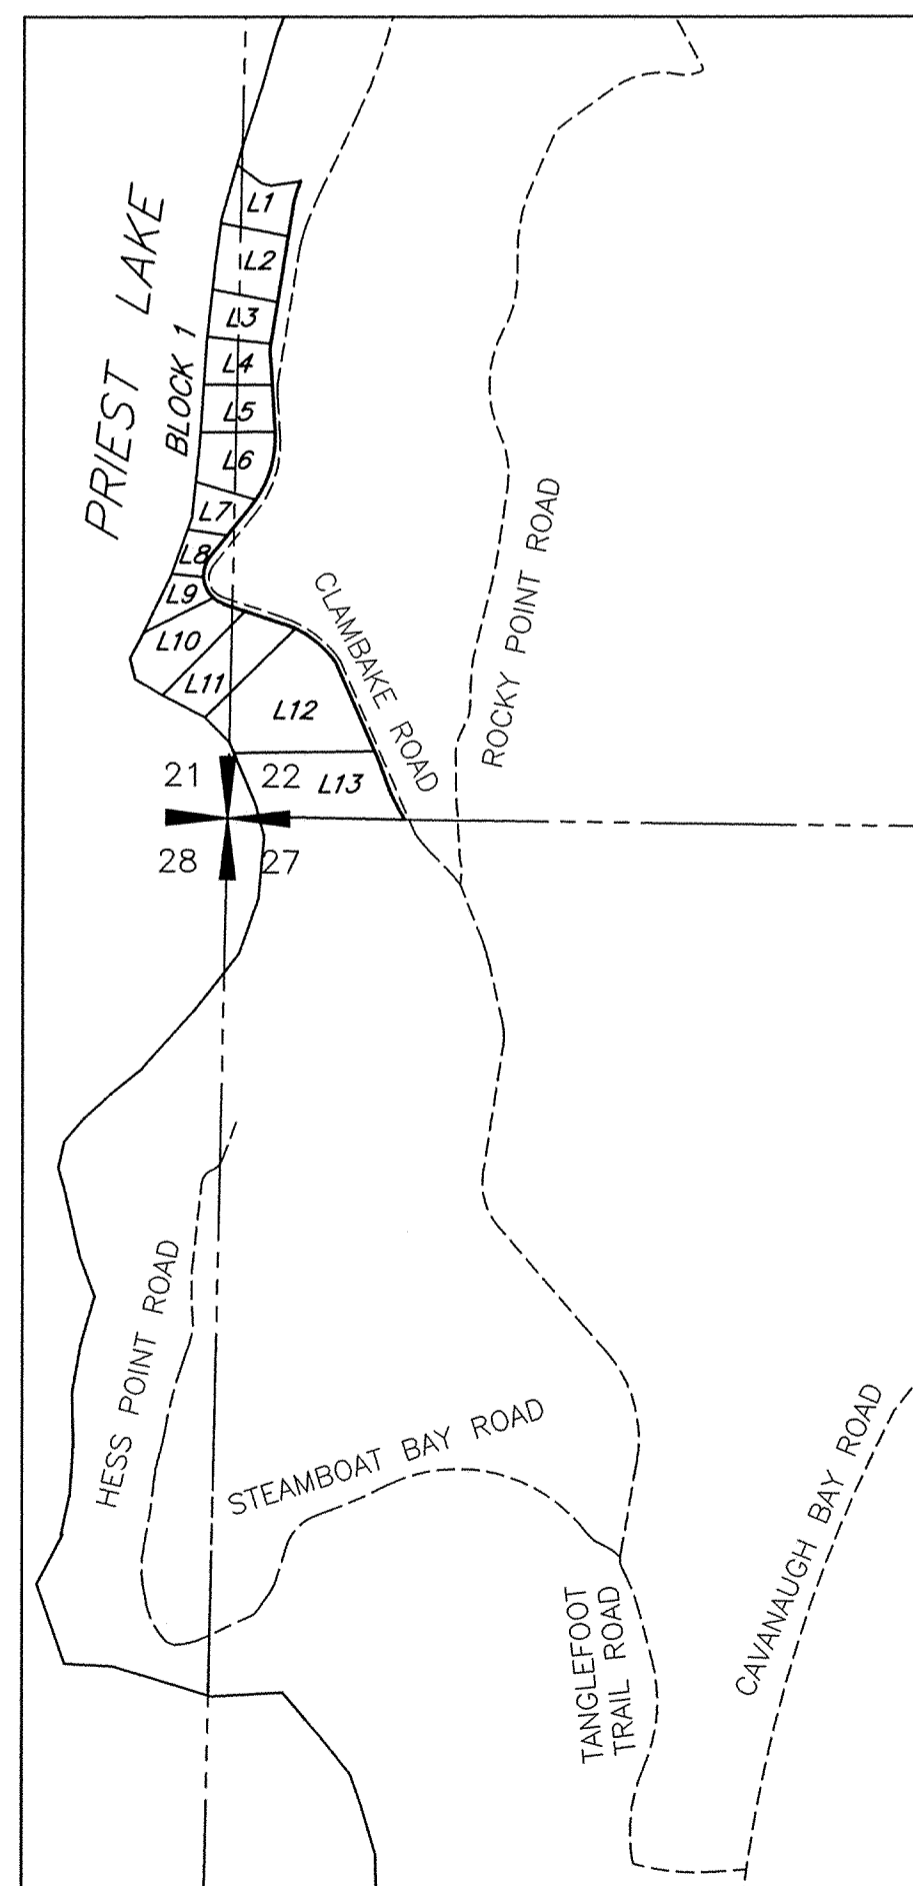 PRIEST LAKE
BLOCK 1
L1
L2
L3
L4
L5
L6
L7
L8
L9
L10
L11
L12
L13
CLAMBAKE ROAD
ROCKY POINT ROAD
21 22
28 27
HESS POINT ROAD
STEAMBOAT BAY ROAD
TANGLEFOOT
TRAIL ROAD
CAVANAUGH BAY ROAD